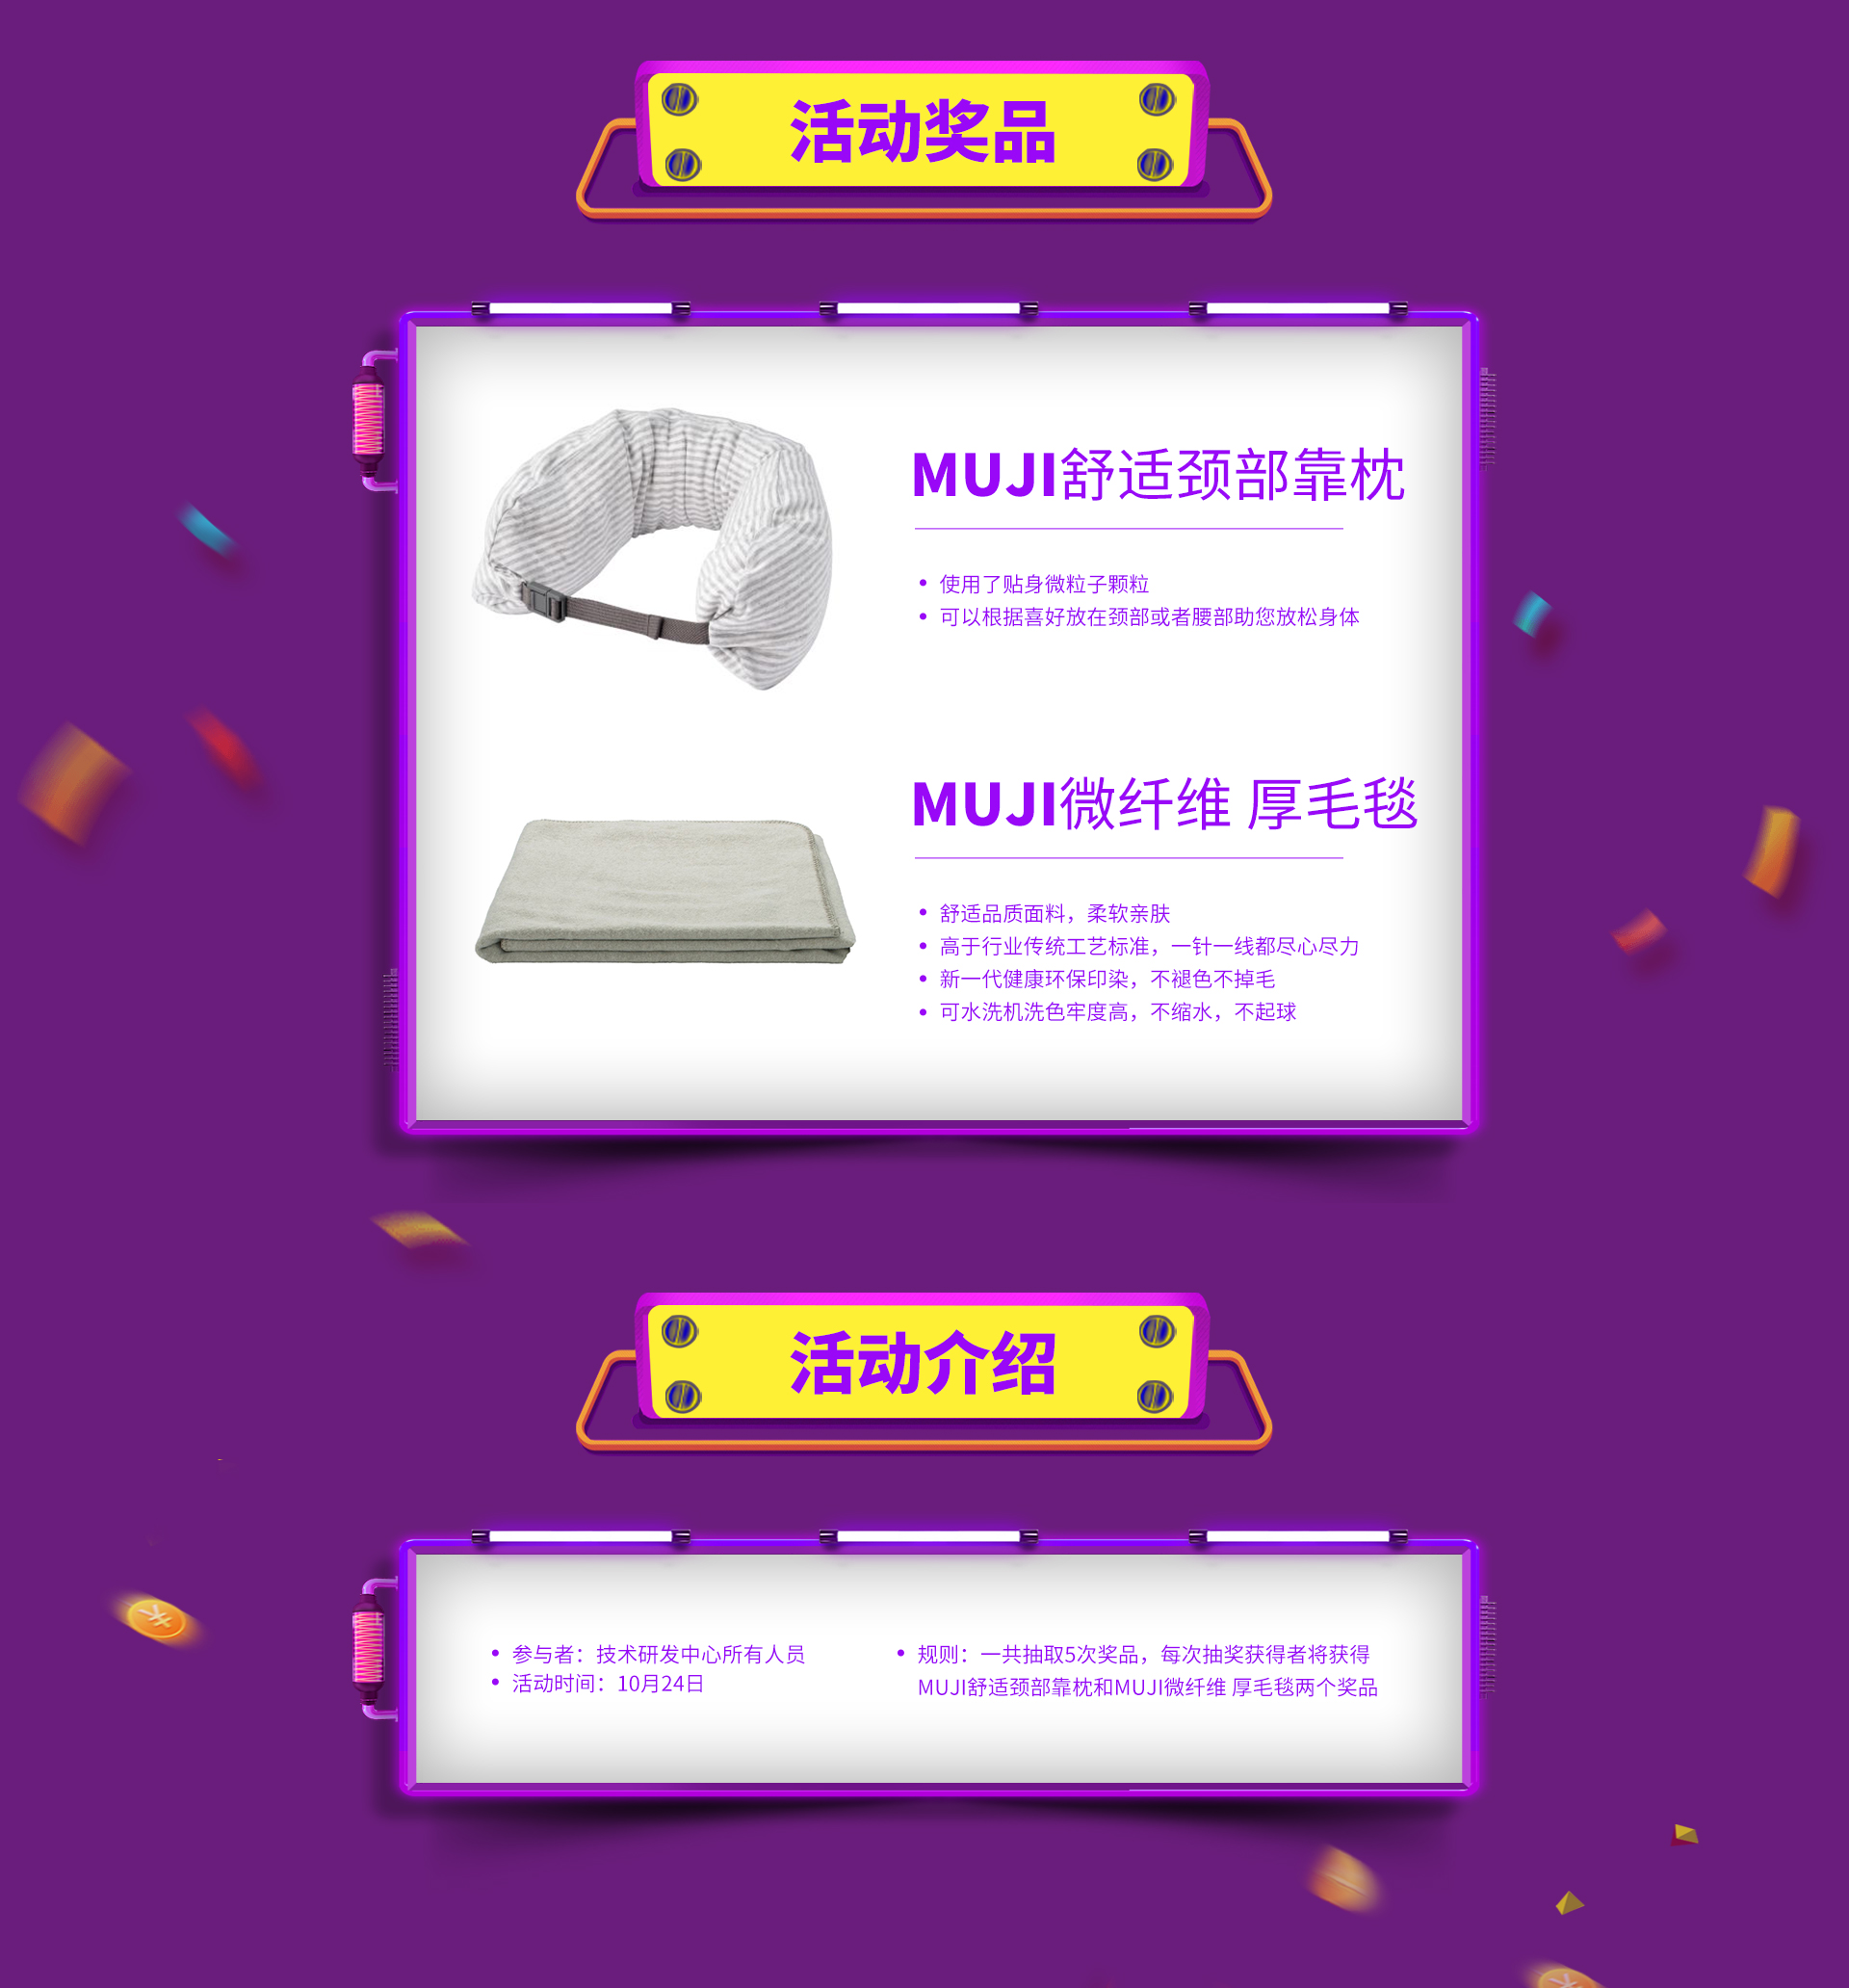 活动奖品
MUJI舒适颈部靠枕
• 使用了贴身微粒子颗粒
• 可以根据喜好放在颈部或者腰部助您放松身体
MUJI微纤维 厚毛毯
• 舒适品质面料，柔软亲肤
• 高于行业传统工艺标准，一针一线都尽心尽力
• 新一代健康环保印染，不褪色不掉毛
• 可水洗机洗色牢度高，不缩水，不起球
活动介绍
• 参与者：技术研发中心所有人员
• 活动时间：10月24日
• 规则：一共抽取5次奖品，每次抽奖获得者将获得
MUJI舒适颈部靠枕和MUJI微纤维 厚毛毯两个奖品
¥
¥